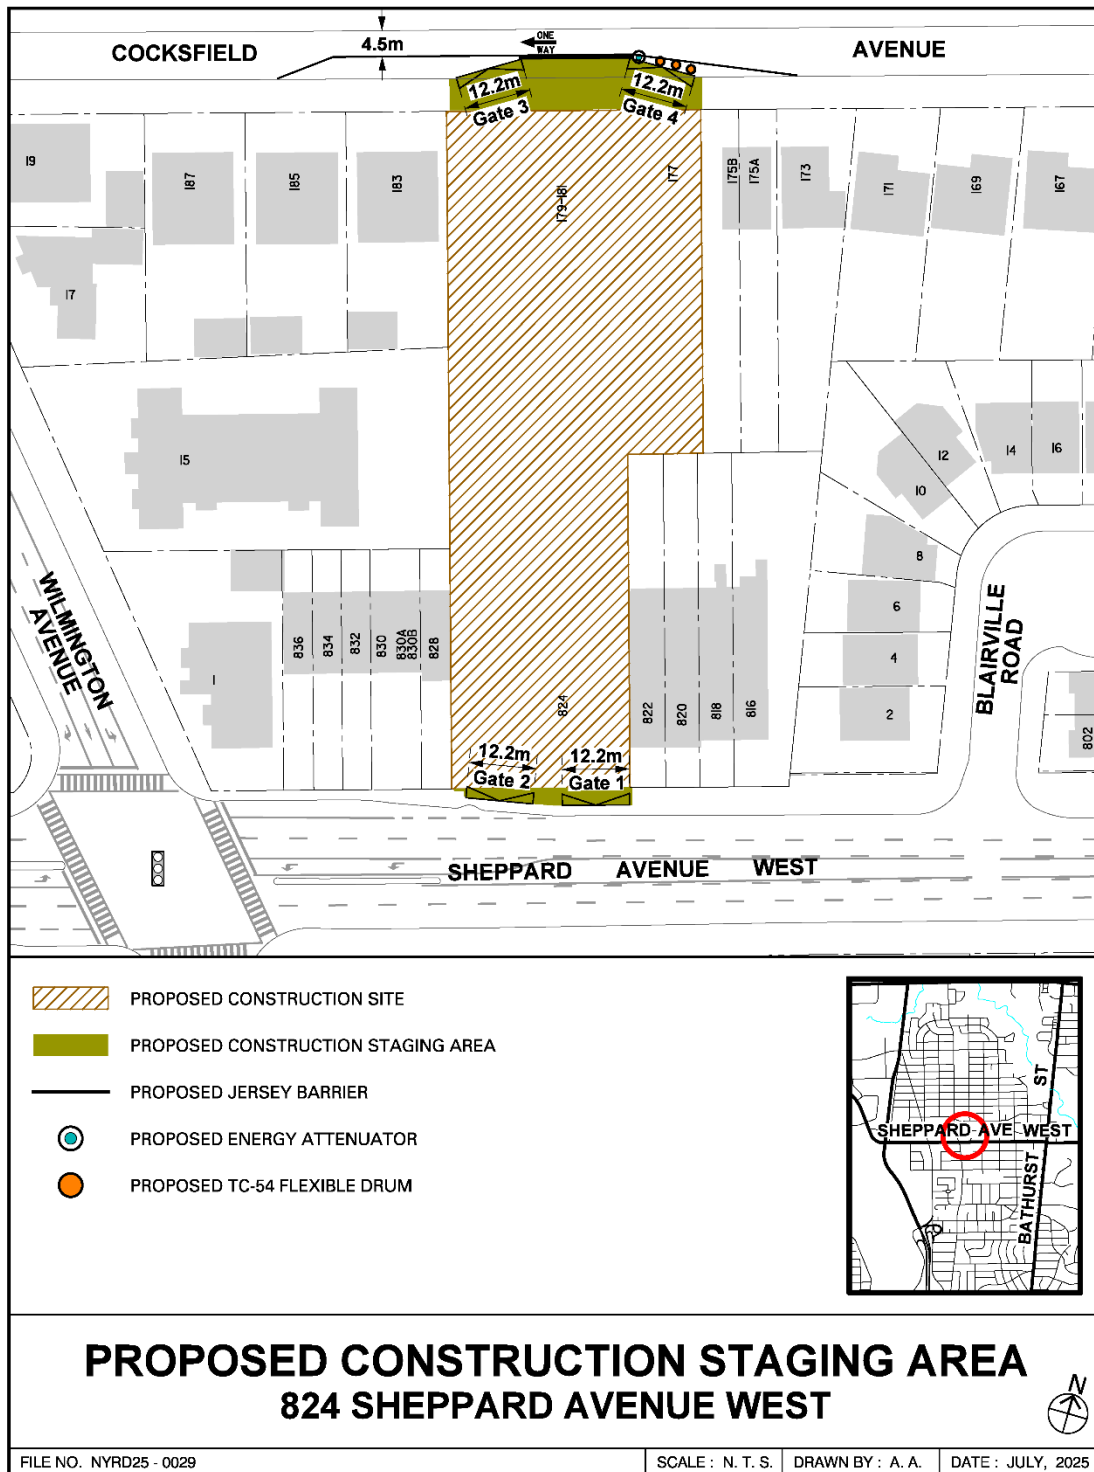 COCKSFIELD
4.5m
ONE
WAY
AVENUE
12.2m
Gate 3
12.2m
Gate 4
19
187
185
183
179-181
177
175B
175A
173
171
169
167
17
15
12
10
14
16
8
6
4
2
BLAIRVILLE
ROAD
802
WILMINGTON
AVENUE
1
836
834
832
830
830A
830B
828
824
822
820
818
816
12.2m
Gate 2
12.2m
Gate 1
SHEPPARD AVENUE WEST
PROPOSED CONSTRUCTION SITE
PROPOSED CONSTRUCTION STAGING AREA
PROPOSED JERSEY BARRIER
PROPOSED ENERGY ATTENUATOR
PROPOSED TC-54 FLEXIBLE DRUM
SHEPPARD AVE WEST
BATHURST ST
PROPOSED CONSTRUCTION STAGING AREA
824 SHEPPARD AVENUE WEST
N
FILE NO. NYRD25 - 0029
SCALE : N. T. S.
DRAWN BY : A. A.
DATE : JULY, 2025